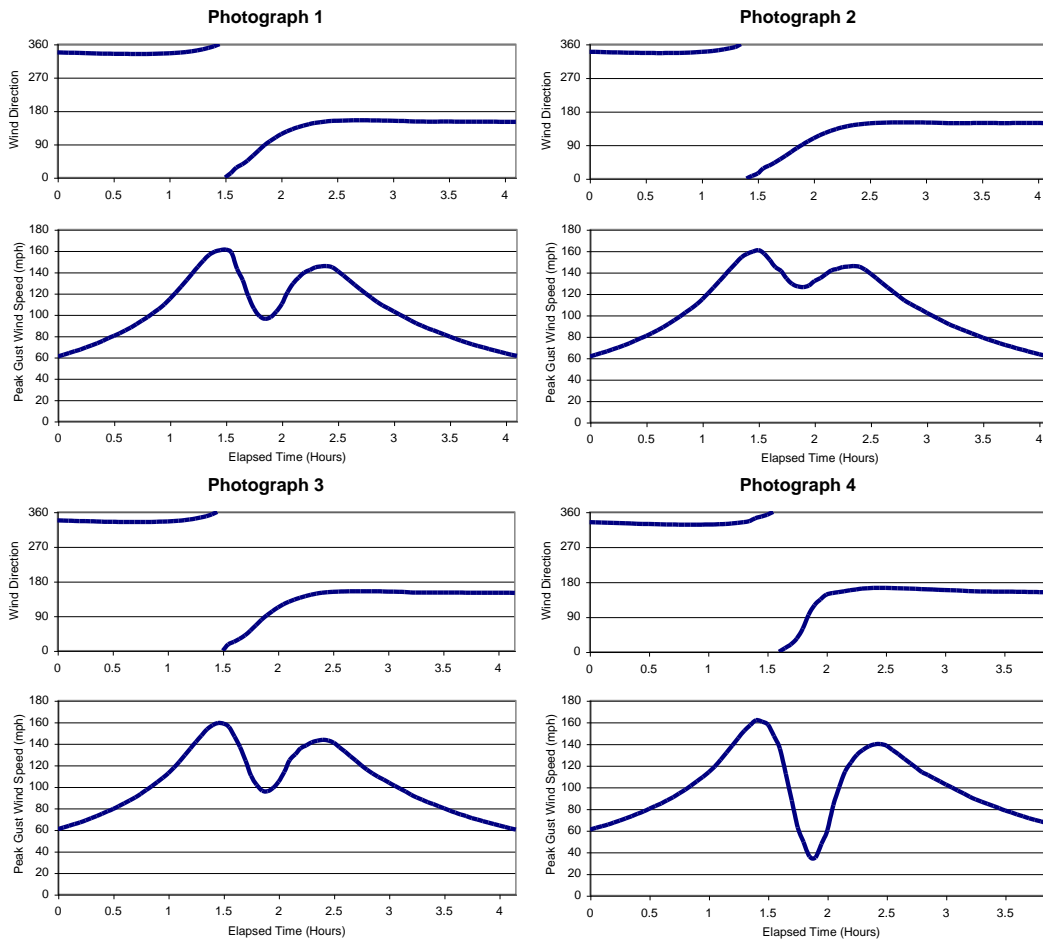 Photograph 1
360
270
180
90
0
Wind Direction
0 0.5 1 1.5 2 2.5 3 3.5 4
180
160
140
120
100
80
60
40
20
0
Peak Gust Wind Speed (mph)
0 0.5 1 1.5 2 2.5 3 3.5 4
Elapsed Time (Hours)
Photograph 2
360
270
180
90
0
Wind Direction
0 0.5 1 1.5 2 2.5 3 3.5 4
180
160
140
120
100
80
60
40
20
0
Peak Gust Wind Speed (mph)
0 0.5 1 1.5 2 2.5 3 3.5 4
Elapsed Time (Hours)
Photograph 3
360
270
180
90
0
Wind Direction
0 0.5 1 1.5 2 2.5 3 3.5 4
180
160
140
120
100
80
60
40
20
0
Peak Gust Wind Speed (mph)
0 0.5 1 1.5 2 2.5 3 3.5 4
Elapsed Time (Hours)
Photograph 4
360
270
180
90
0
Wind Direction
0 0.5 1 1.5 2 2.5 3 3.5
180
160
140
120
100
80
60
40
20
0
Peak Gust Wind Speed (mph)
0 0.5 1 1.5 2 2.5 3 3.5
Elapsed Time (Hours)